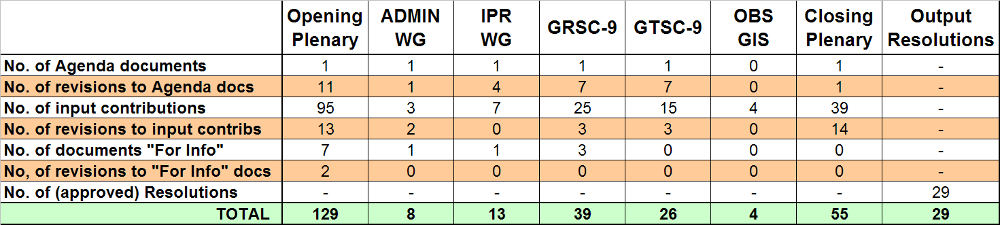 Opening Plenary ADMIN WG IPR WG GRSC-9 GTSC-9 OBS GIS Closing Plenary Output Resolutions
No. of Agenda documents 1 1 1 1 1 0 1 -
No. of revisions to Agenda docs 11 1 4 7 7 0 1 -
No. of input contributions 95 3 7 25 15 4 39 -
No. of revisions to input contribs 13 2 0 3 3 0 14 -
No. of documents "For Info" 7 1 1 3 0 0 0 -
No, of revisions to "For Info" docs 2 0 0 0 0 0 0 -
No. of (approved) Resolutions - - - - - - - 29
TOTAL 129 8 13 39 26 4 55 29